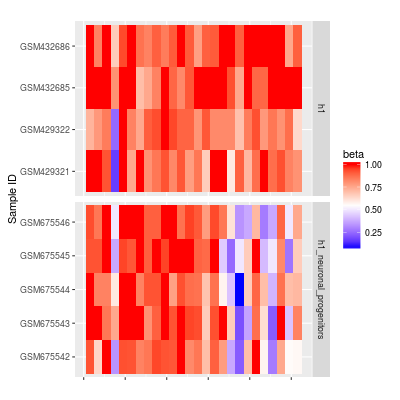 GSM432686
GSM432685
GSM429322
GSM429321
h1
GSM675546
GSM675545
GSM675544
GSM675543
GSM675542
h1_neuronal_progenitors
Sample ID
beta
1.00
0.75
0.50
0.25